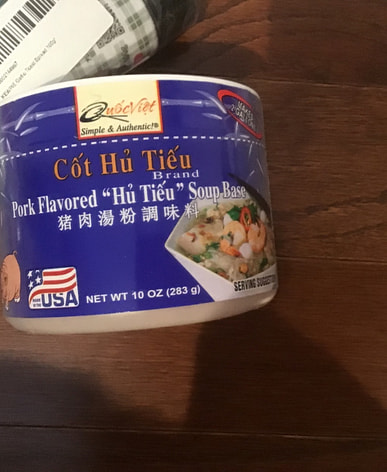 QuốcViệt
Simple & Authentic!®
Cốt Hủ Tiếu
Brand
Pork Flavored “Hủ Tiếu” Soup Base
猪肉湯粉調味料
MADE
IN THE
USA
NET WT 10 OZ (283 g)
SERVING SUGGESTION